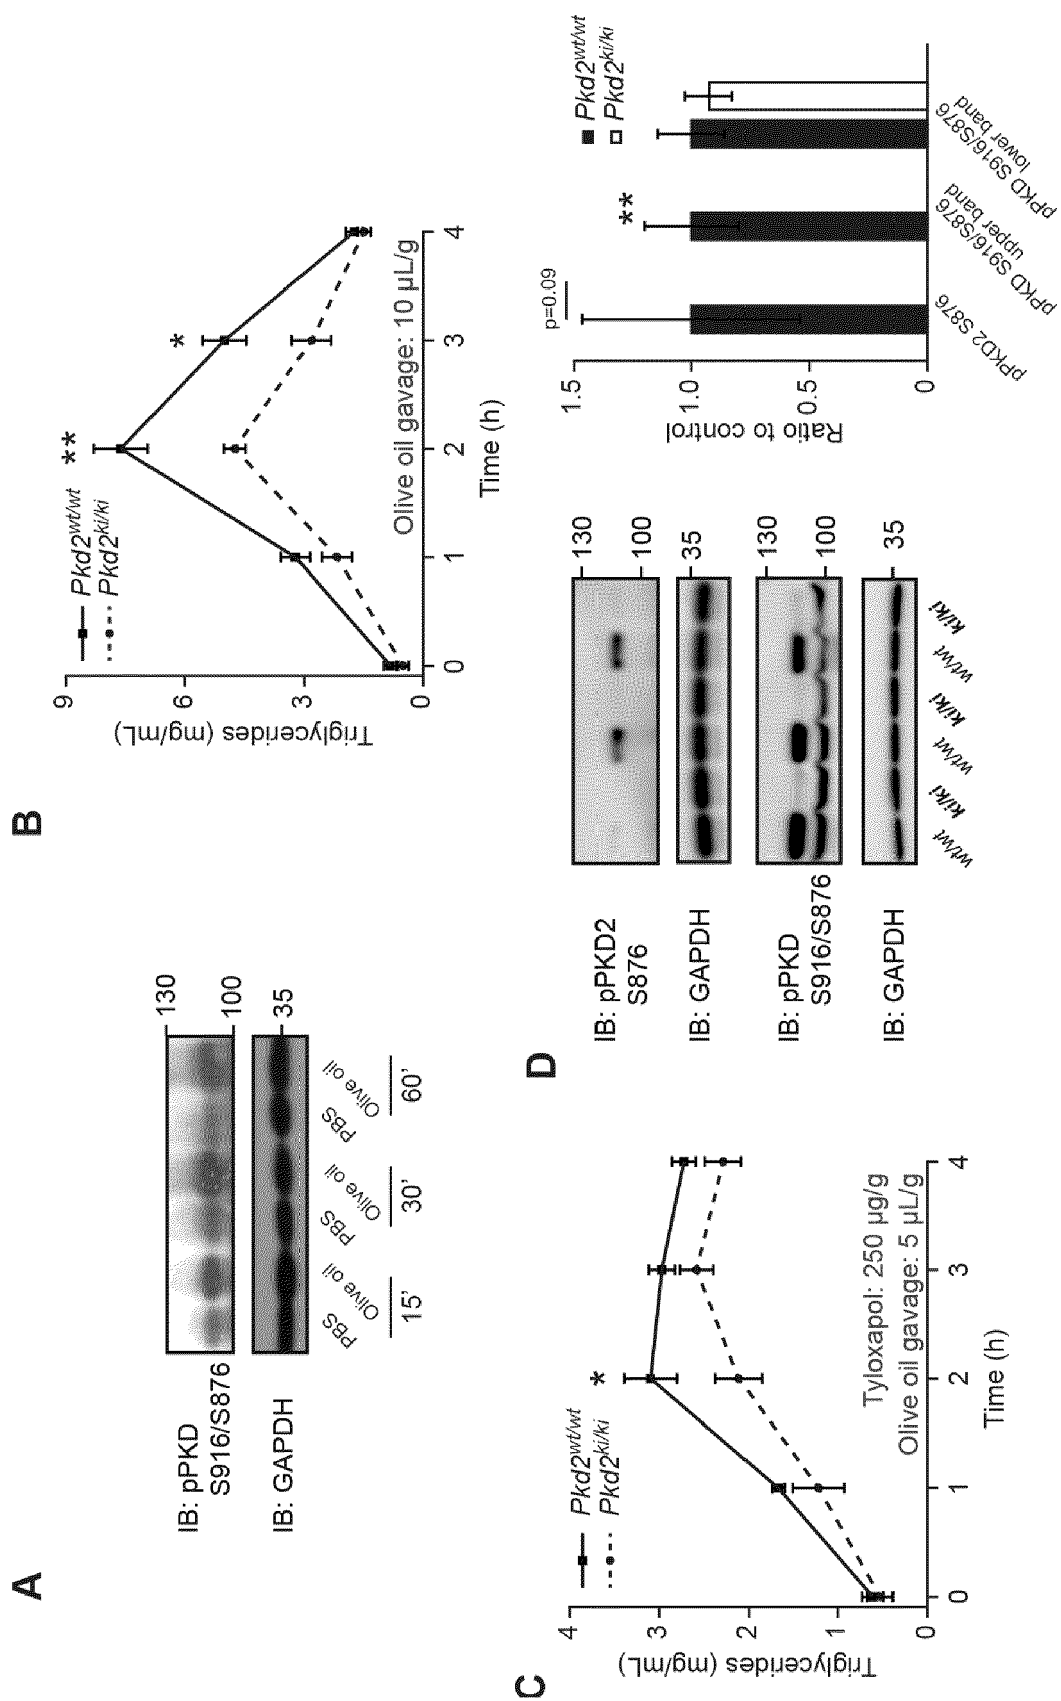 A
IB: pPKD
S916/S876
IB: GAPDH
130
100
35
PBS
Olive oil
PBS
Olive oil
PBS
Olive oil
15'
30'
60'
B
Pkd2wt/wt
Pkd2ki/ki
**
*
9
6
3
0
Triglycerides (mg/mL)
Olive oil gavage: 10 µL/g
0
1
2
3
4
Time (h)
C
Pkd2wt/wt
Pkd2ki/ki
*
4
3
2
1
0
Triglycerides (mg/mL)
Tyloxapol: 250 µg/g
Olive oil gavage: 5 µL/g
0
1
2
3
4
Time (h)
D
IB: pPKD2
S876
130
100
IB: GAPDH
35
IB: pPKD
S916/S876
130
100
IB: GAPDH
35
wt/wt
ki/ki
wt/wt
ki/ki
wt/wt
ki/ki
p=0.09
**
Pkd2wt/wt
Pkd2ki/ki
1.5
1.0
0.5
0
Ratio to control
pPKD2 S876
pPKD S916/S876
upper band
pPKD S916/S876
lower band